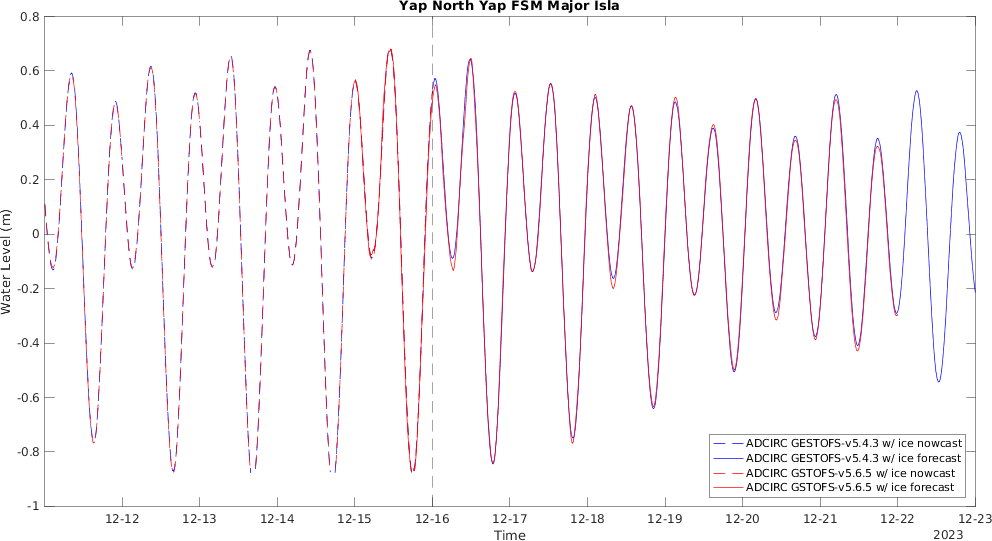 Yap North Yap FSM Major Isla
0.8
0.6
0.4
0.2
0
-0.2
-0.4
-0.6
-0.8
-1
Water Level (m)
ADCIRC GESTOFS-v5.4.3 w/ ice nowcast
ADCIRC GESTOFS-v5.4.3 w/ ice forecast
ADCIRC GSTOFS-v5.6.5 w/ ice nowcast
ADCIRC GSTOFS-v5.6.5 w/ ice forecast
12-12 12-13 12-14 12-15 12-16 12-17 12-18 12-19 12-20 12-21 12-22 12-23
Time
2023